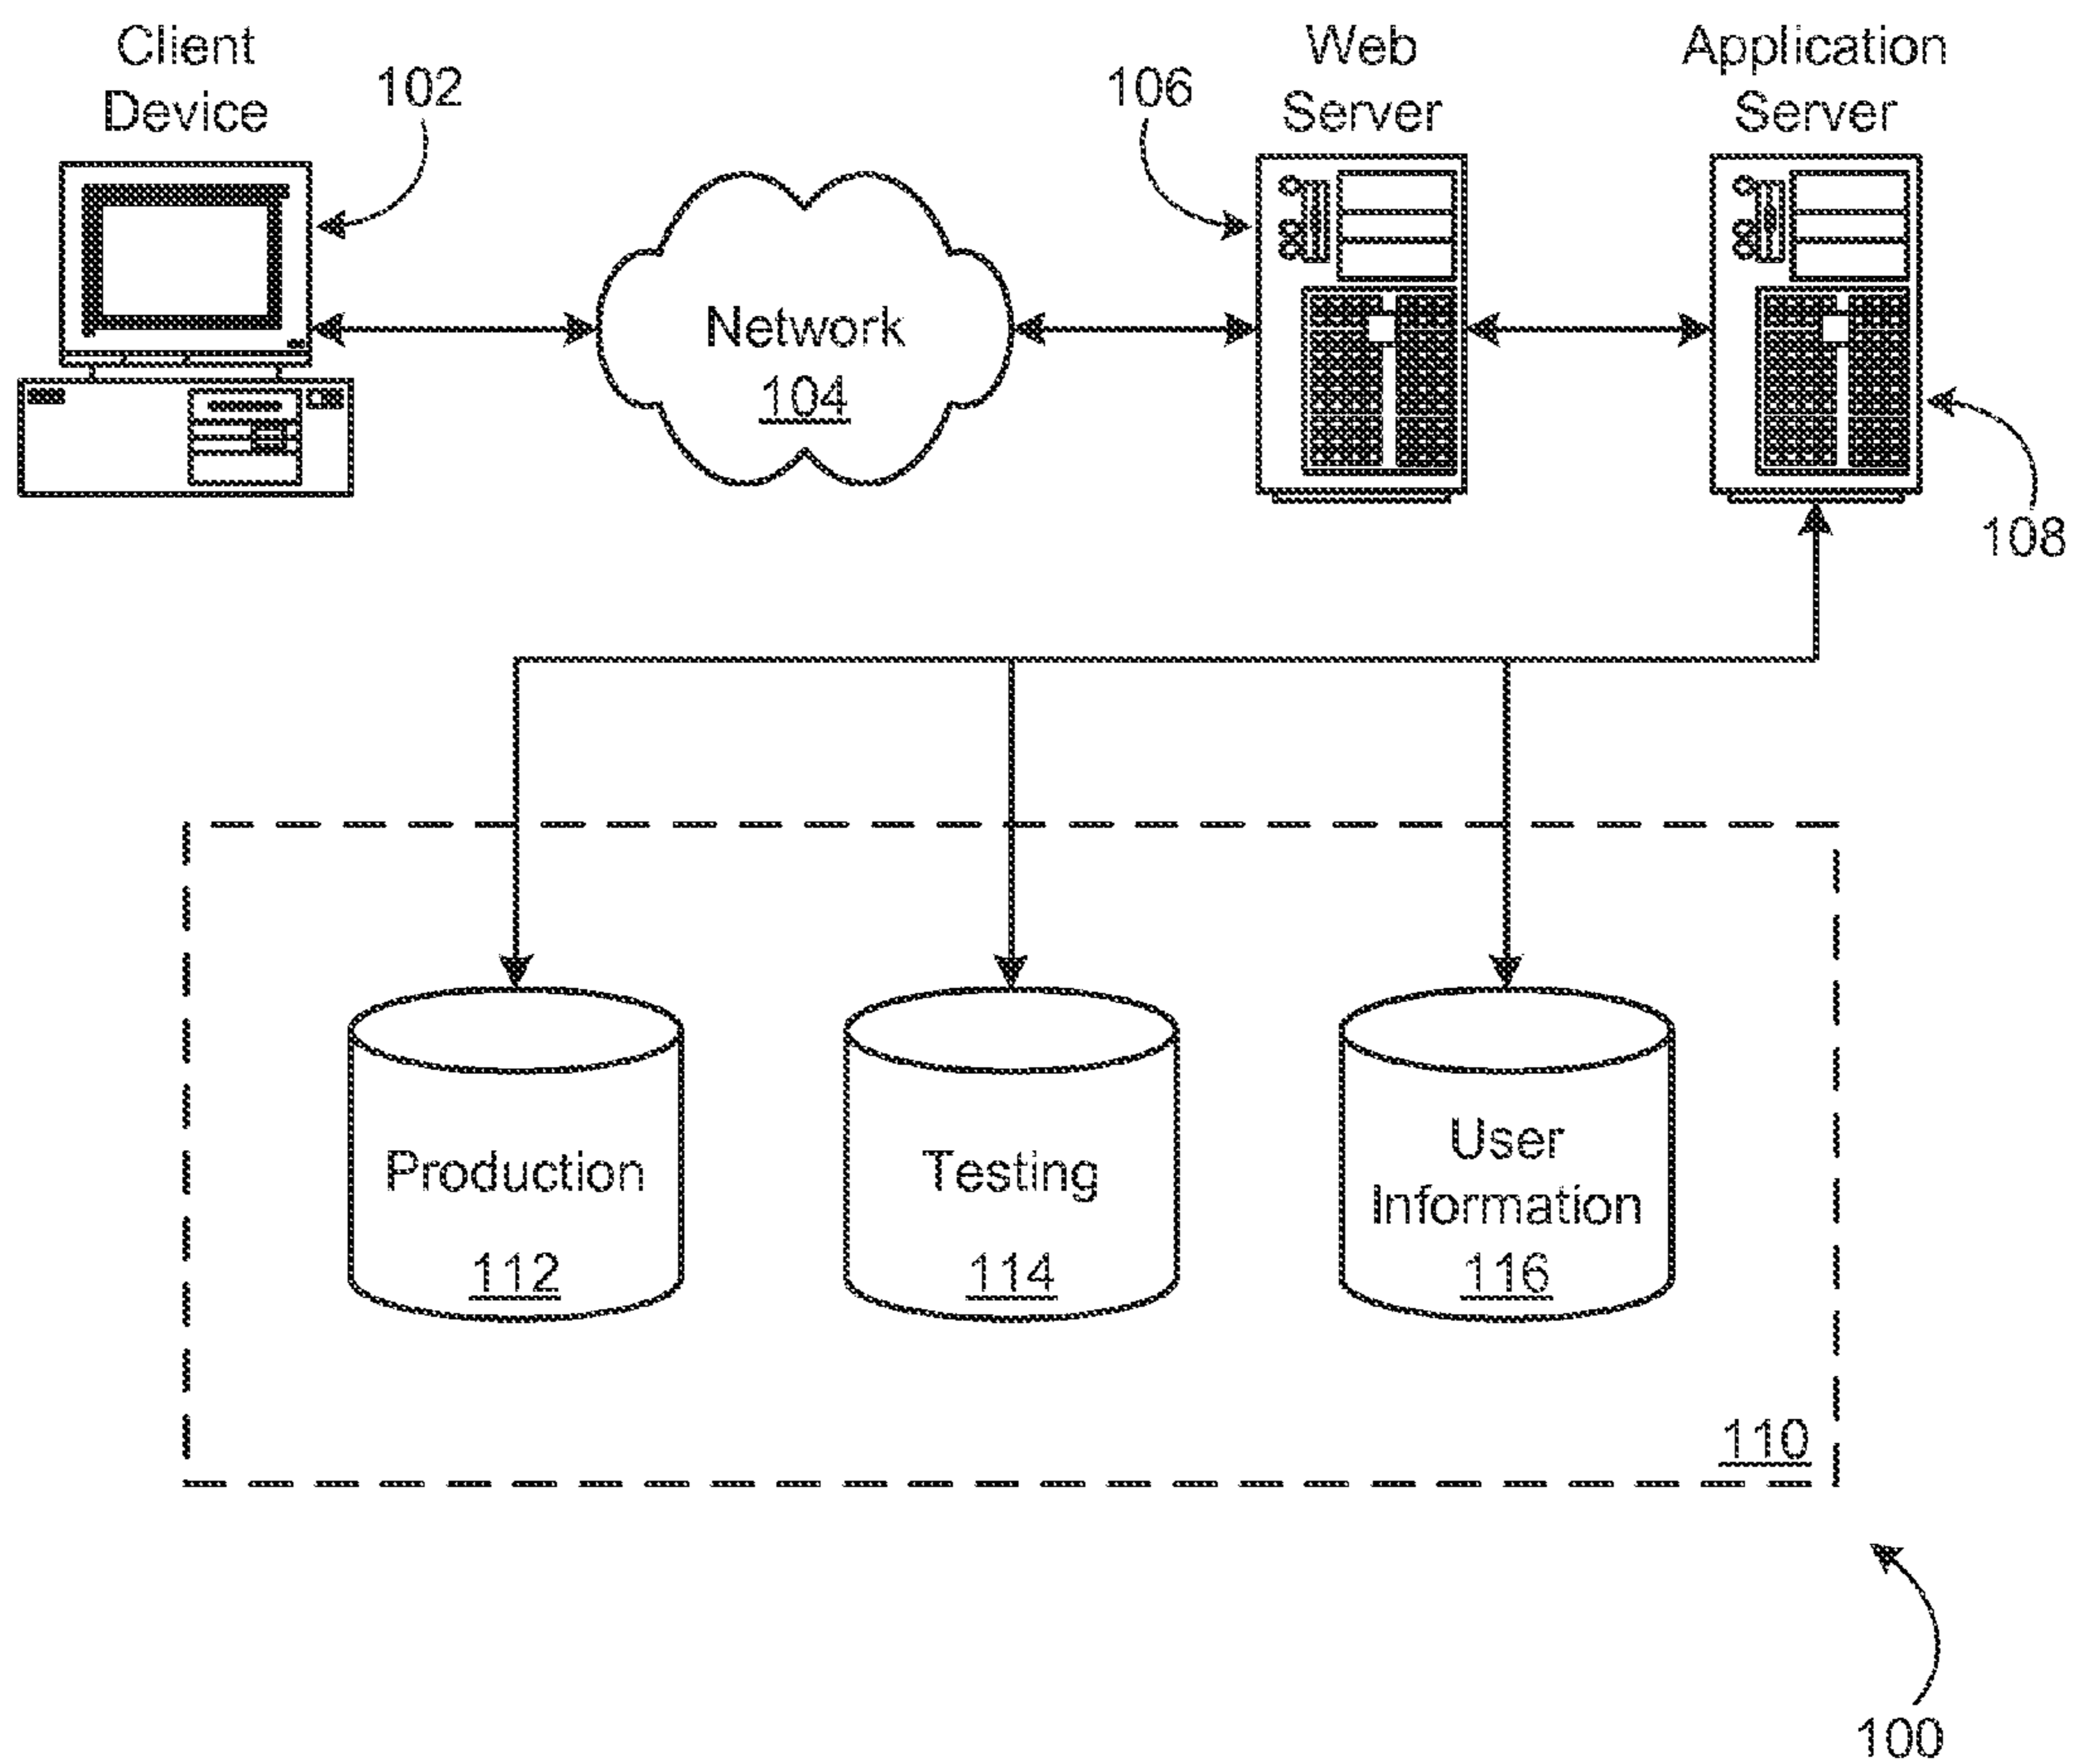 Client
Device
102
106
Web
Server
Application
Server
Network
104
108
Production
112
Testing
114
User
Information
116
110
100